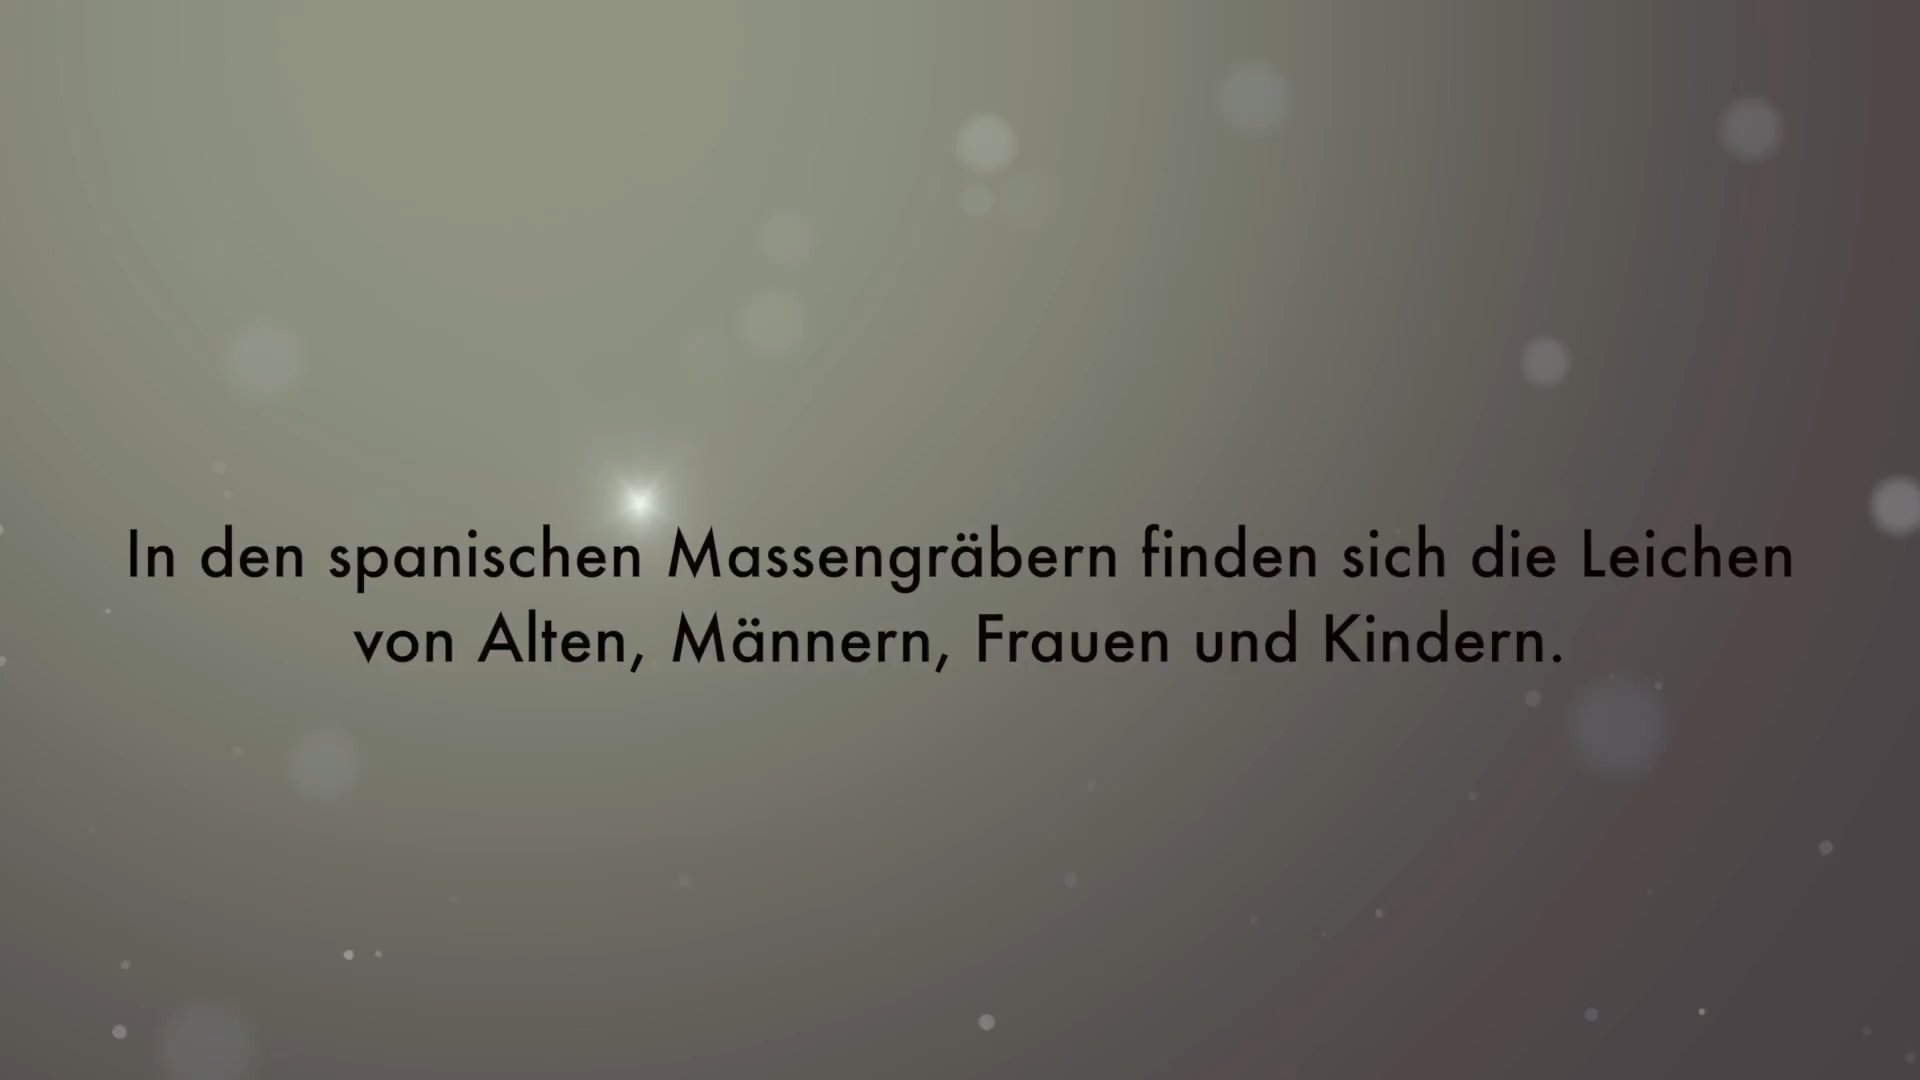 In den spanischen Massengräbern finden sich die Leichen
von Alten, Männern, Frauen und Kindern.